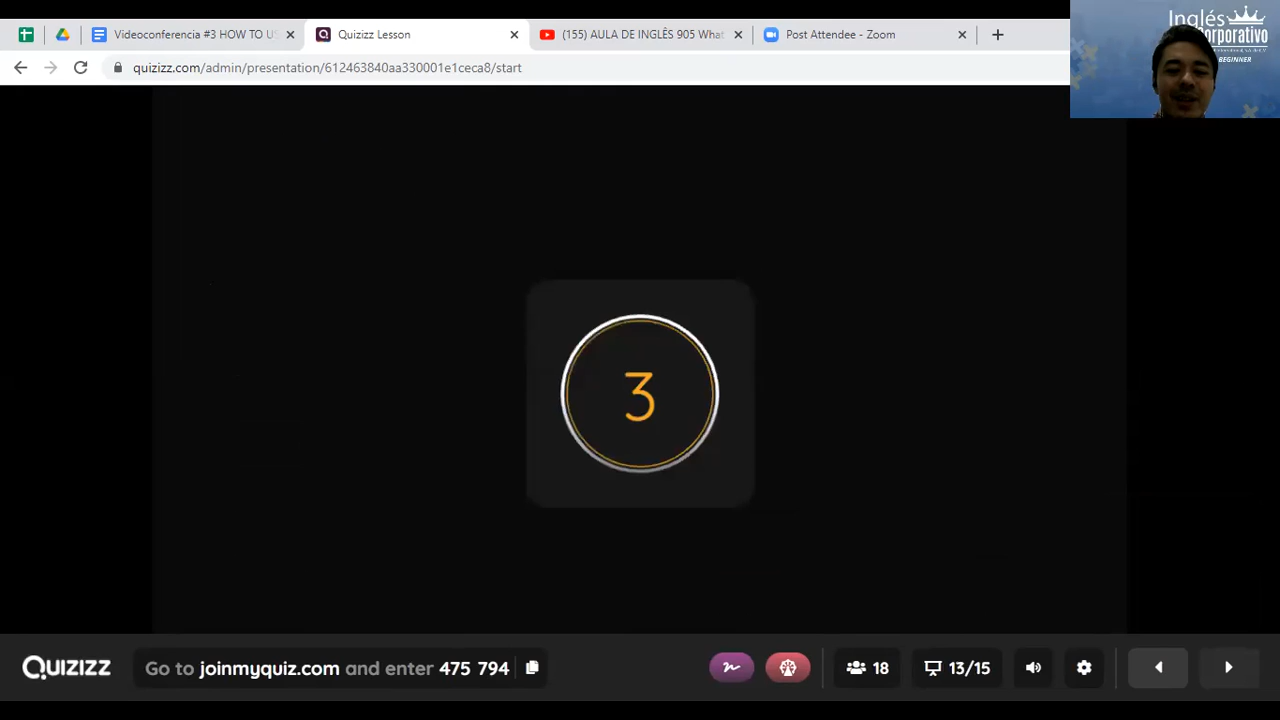 Videoconferencia #3 HOW TO U
Quizizz Lesson
(155) AULA DE INGLÊS 905 What
Post Attendee - Zoom
quizizz.com/admin/presentation/612463840aa330001e1ceca8/start
Inglés
orporativo
BEGINNER
3
QUIZIZZ
Go to joinmyquiz.com and enter 475 794
18
13/15